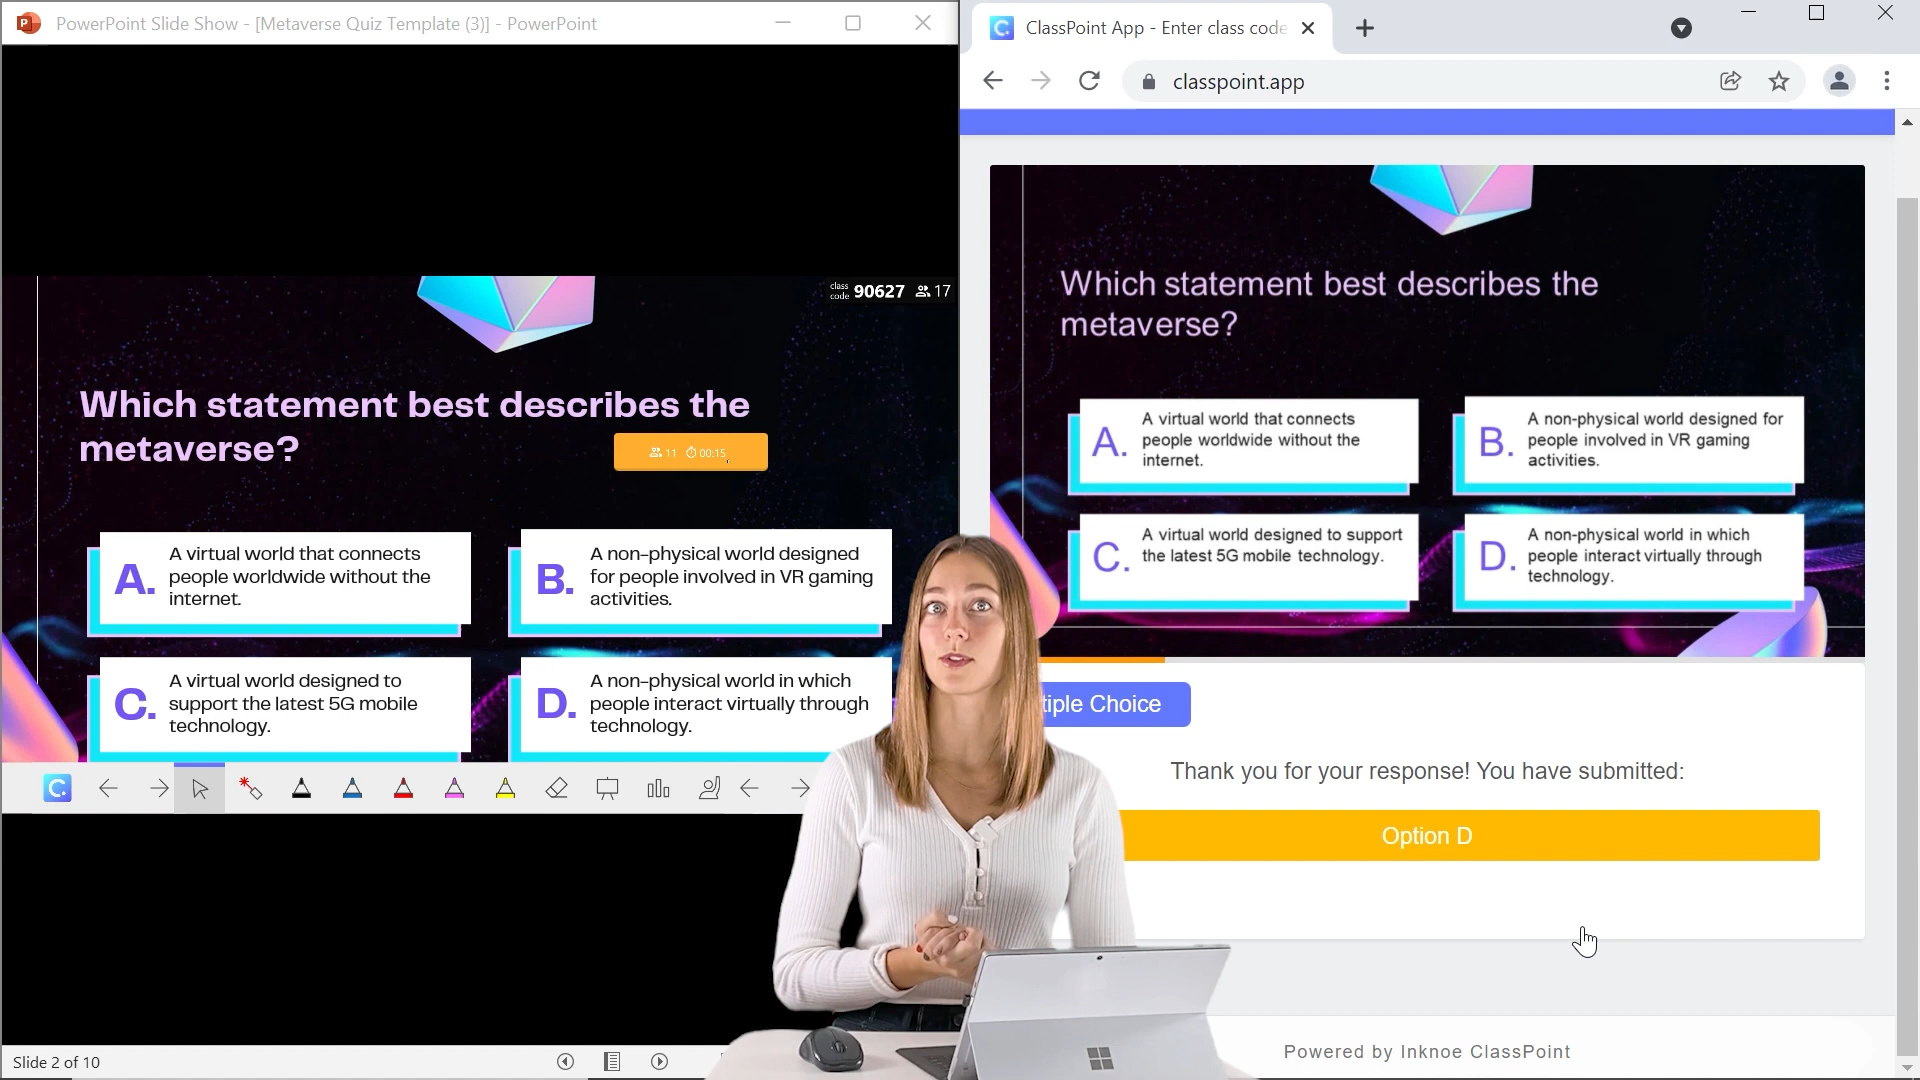 PowerPoint Slide Show - [Metaverse Quiz Template (3)] - PowerPoint
class
code 90627 17
Which statement best describes the
metaverse?
11 00:15
A. A virtual world that connects
people worldwide without the
internet.
B. A non-physical world designed
for people involved in VR gaming
activities.
C. A virtual world designed to
support the latest 5G mobile
technology.
D. A non-physical world in which
people interact virtually through
technology.
C.
Slide 2 of 10
C. ClassPoint App - Enter class code
classpoint.app
Which statement best describes the
metaverse?
A. A virtual world that connects
people worldwide without the
internet.
B. A non-physical world designed for
people involved in VR gaming
activities.
C. A virtual world designed to support
the latest 5G mobile technology.
D. A non-physical world in which
people interact virtually through
technology.
tiple Choice
Thank you for your response! You have submitted:
Option D
Powered by Inknoe ClassPoint